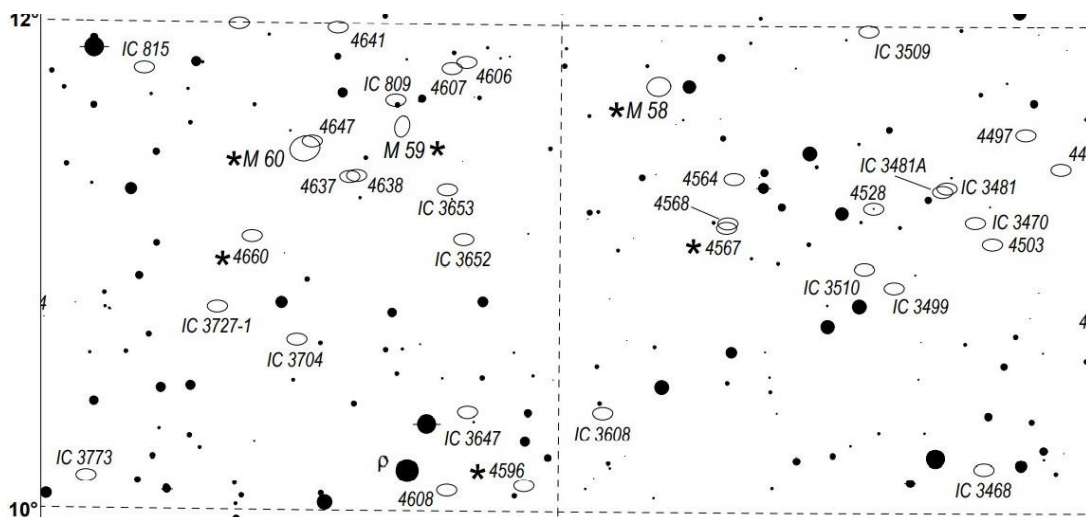 12°
4641
IC 3509
IC 815
4606
4607
IC 809
*M 58
4497
4647
*M 60
M 59*
IC 3481A
4564
IC 3481
4637
4638
4528
IC 3653
4568
IC 3470
*4567
4503
*4660
IC 3652
IC 3510
IC 3499
IC 3727-1
IC 3704
IC 3647
IC 3608
IC 3773
ρ
*4596
IC 3468
4608
10°